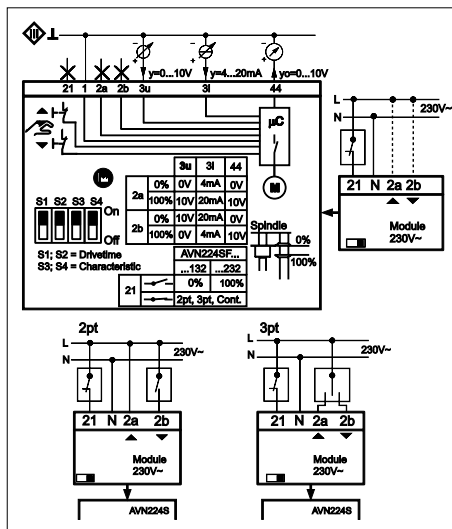 y=0...10V y=4...20mA yo=0...10V
21 1 2a 2b 3u 3i 44
µC
M
3u 3i 44
2a 0% 0V 4mA 0V
100% 10V 20mA 10V
2b 0% 10V 20mA 0V
100% 0V 4mA 10V
S1 S2 S3 S4
On
Off
S1; S2 = Drivetime
S3; S4 = Characteristic
Spindle
0%
100%
AVN224SF...
...132 ...232
21 0% 100%
2pt, 3pt, Cont.
L
N
230V~
21 N 2a 2b
Module
230V~
2pt
L
N
230V~
21 N 2a 2b
Module
230V~
AVN224S
3pt
L
N
230V~
21 N 2a 2b
Module
230V~
AVN224S